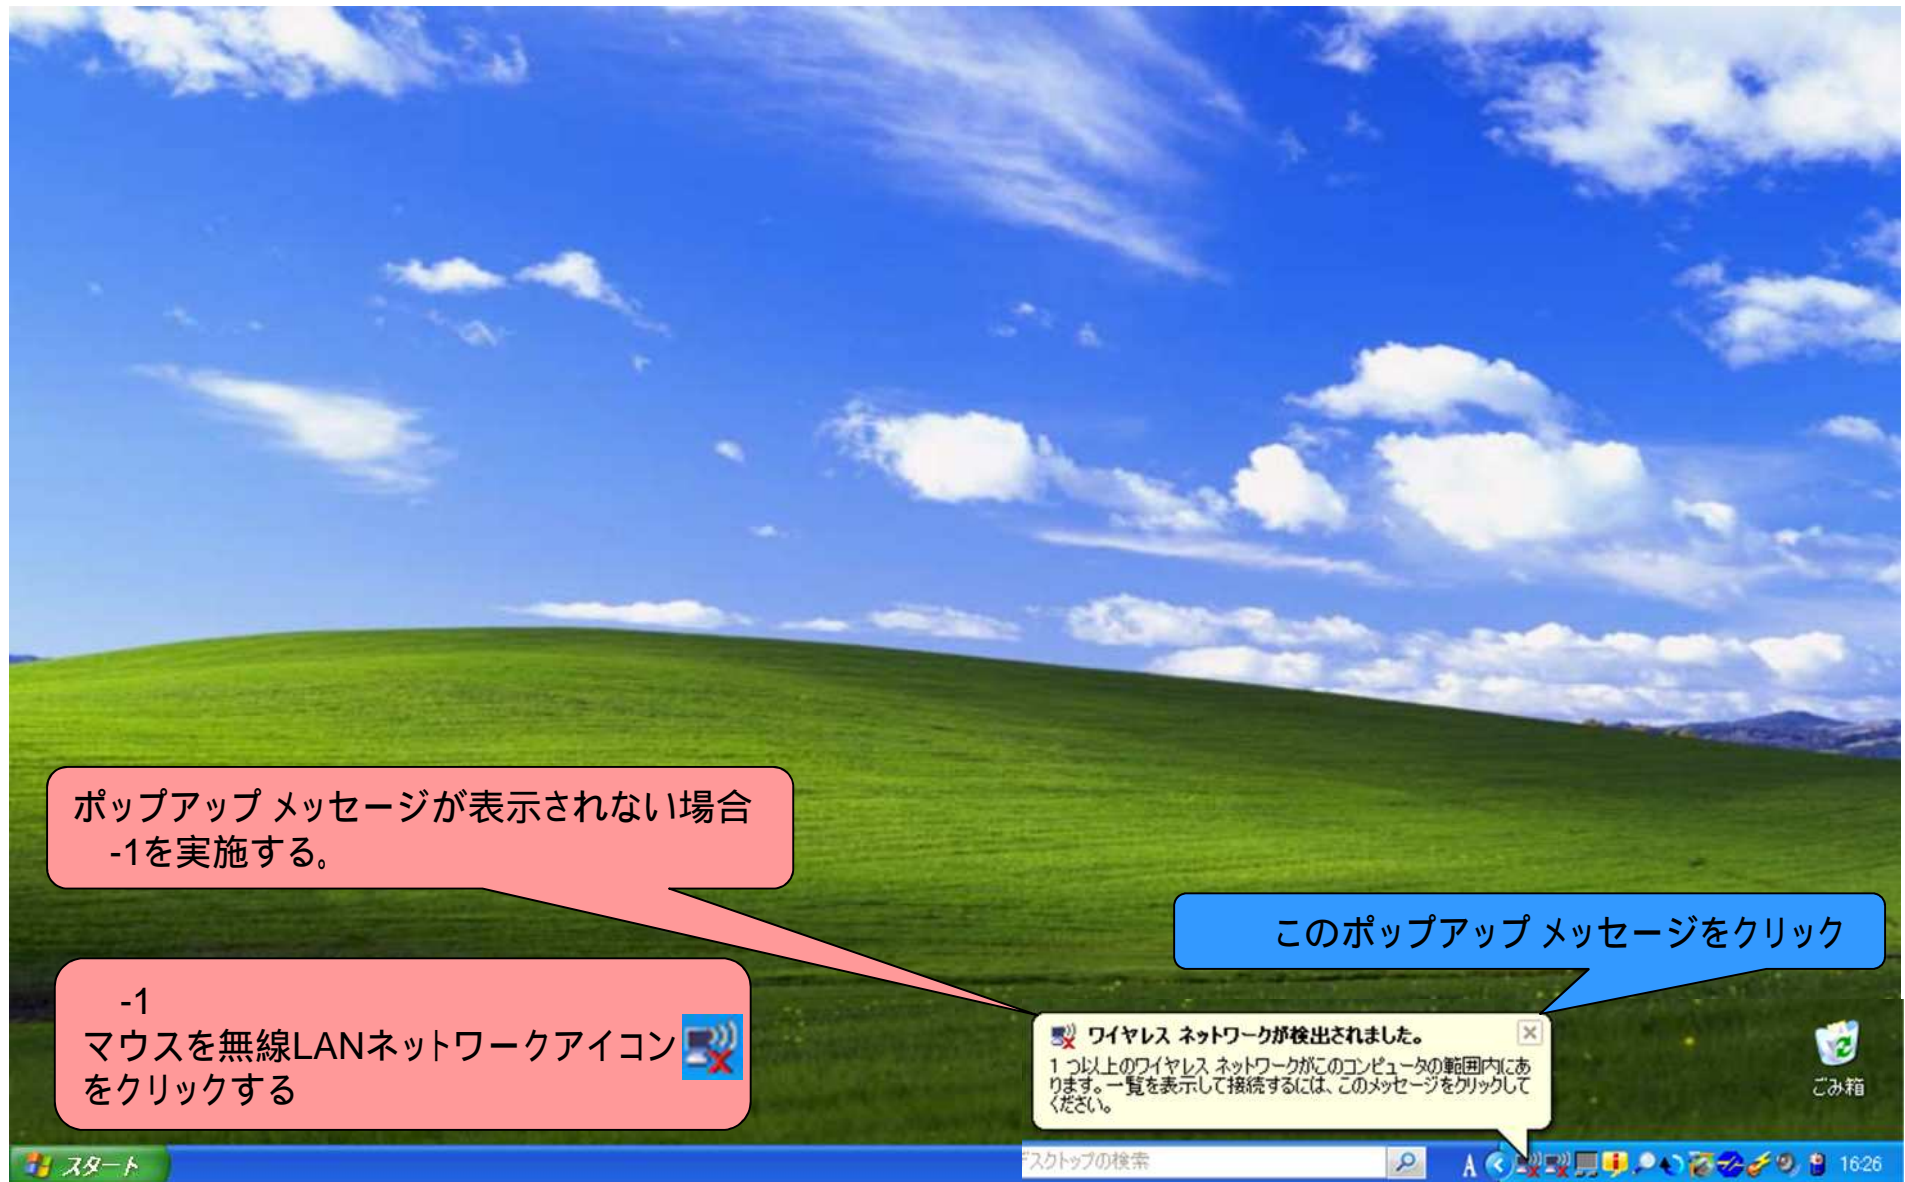 ポップアップ メッセージが表示されない場合
-1を実施する。
このポップアップ メッセージをクリック
-1
マウスを無線LANネットワークアイコン
をクリックする
ワイヤレス ネットワークが検出されました。
1 つ以上のワイヤレス ネットワークがこのコンピュータの範囲内にあ
ります。一覧を表示して接続するには、このメッセージをクリックして
ください。
ごみ箱
スタート
デスクトップの検索
A
16:26